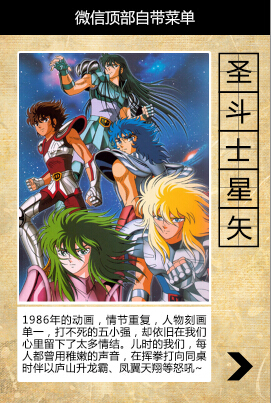 微信顶部自带菜单
圣斗士星矢
1986年的动画，情节重复，人物刻画
单一，打不死的五小强，却依旧在我们
心里留下了太多情结。儿时的我们，每
人都曾用稚嫩的声音，在挥拳打向同桌
时伴以庐山升龙霸、凤翼天翔等怒吼~